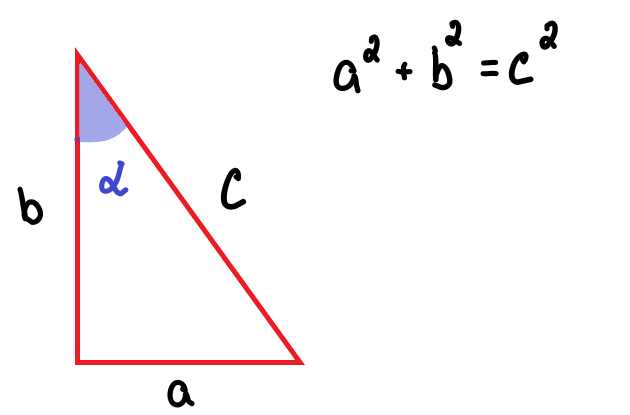 a² + b² = c²
α
b
c
a